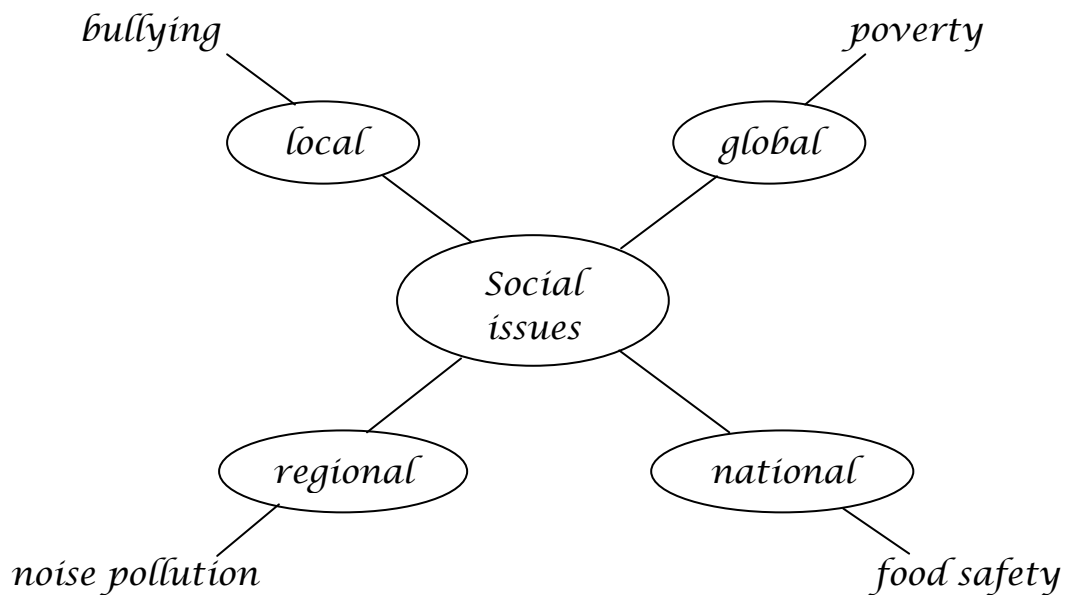 bullying
poverty
local
global
Social
issues
regional
national
noise pollution
food safety